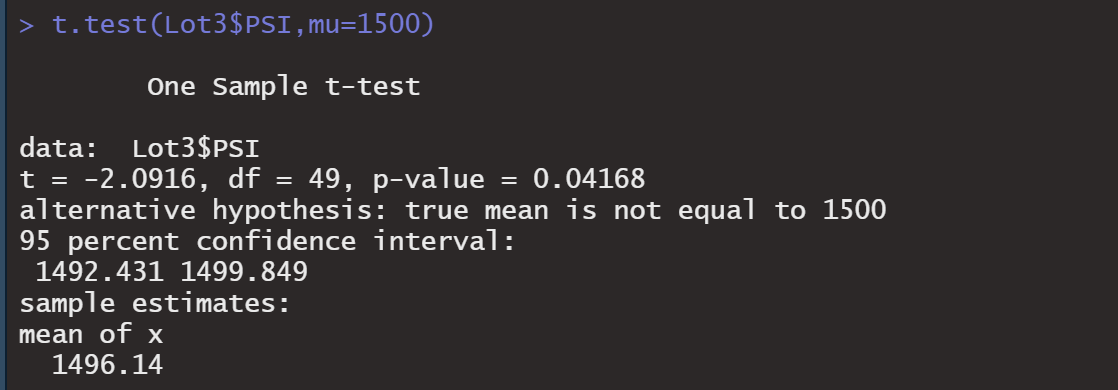 > t.test(Lot3$PSI,mu=1500)
One Sample t-test
data:  Lot3$PSI
t = -2.0916, df = 49, p-value = 0.04168
alternative hypothesis: true mean is not equal to 1500
95 percent confidence interval:
 1492.431 1499.849
sample estimates:
mean of x
  1496.14